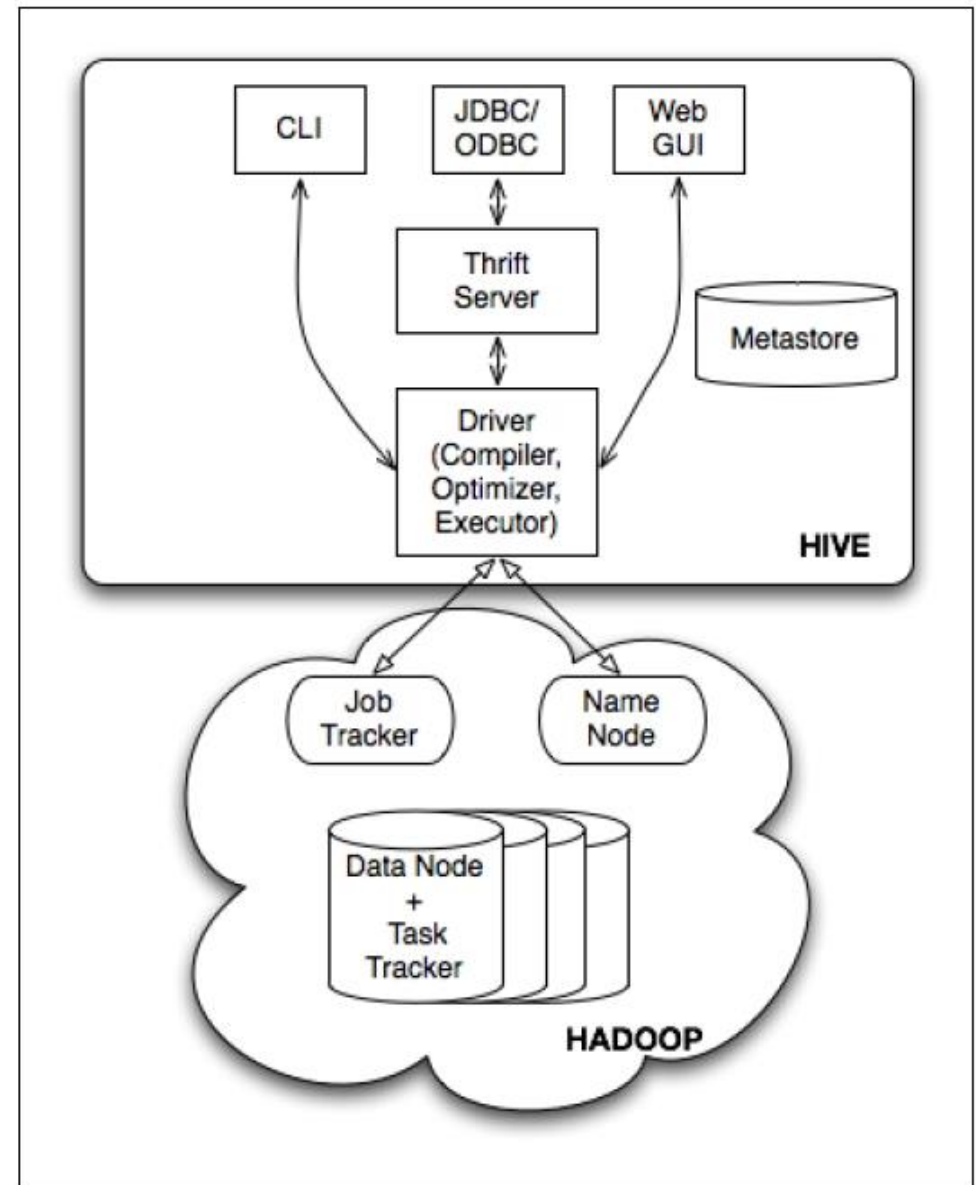 CLI
JDBC/
ODBC
Web
GUI
Thrift
Server
Metastore
Driver
(Compiler,
Optimizer,
Executor)
HIVE
Job
Tracker
Name
Node
Data Node
+
Task
Tracker
HADOOP